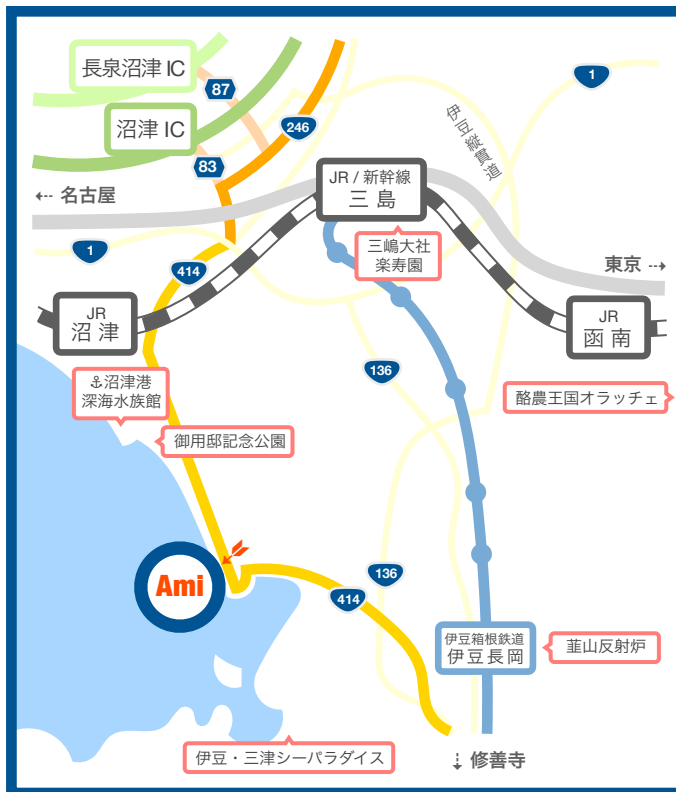 長泉沼津 IC
87
沼津 IC
83
246
1
伊豆縦貫道
⇠ 名古屋
JR / 新幹線
三 島
1
414
三嶋大社
楽寿園
東京 ⇢
JR
沼 津
JR
函 南
⚓沼津港
深海水族館
136
酪農王国オラッチェ
御用邸記念公園
Ami
136
414
伊豆箱根鉄道
伊豆長岡
韮山反射炉
伊豆・三津シーパラダイス
⇣ 修善寺